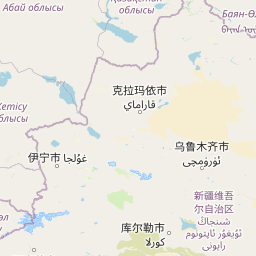 Абай облысы
Қазақстан
облысы
Баян-Өл
克拉玛依市
قاراماي
Жетісу
облысы
乌鲁木齐市
ئۈرۈمچى
伊宁市 غۇلجا
新疆维吾
尔自治区
شىنجاڭ
ئۇيغۇر ئاپتونوم
رايونى
库尔勒市
كورلا